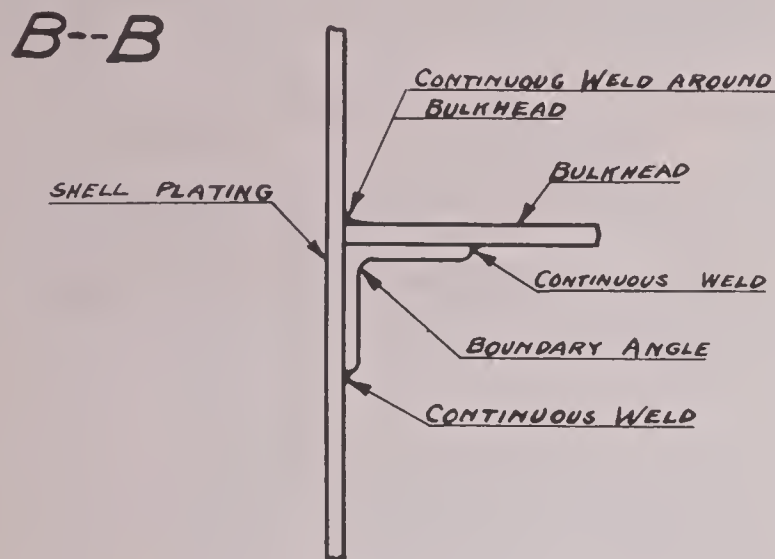 B--B
CONTINUOUG WELD AROUND
BULKHEAD
SHELL PLATING
BULKHEAD
CONTINUOUS WELD
BOUNDARY ANGLE
CONTINUOUS WELD